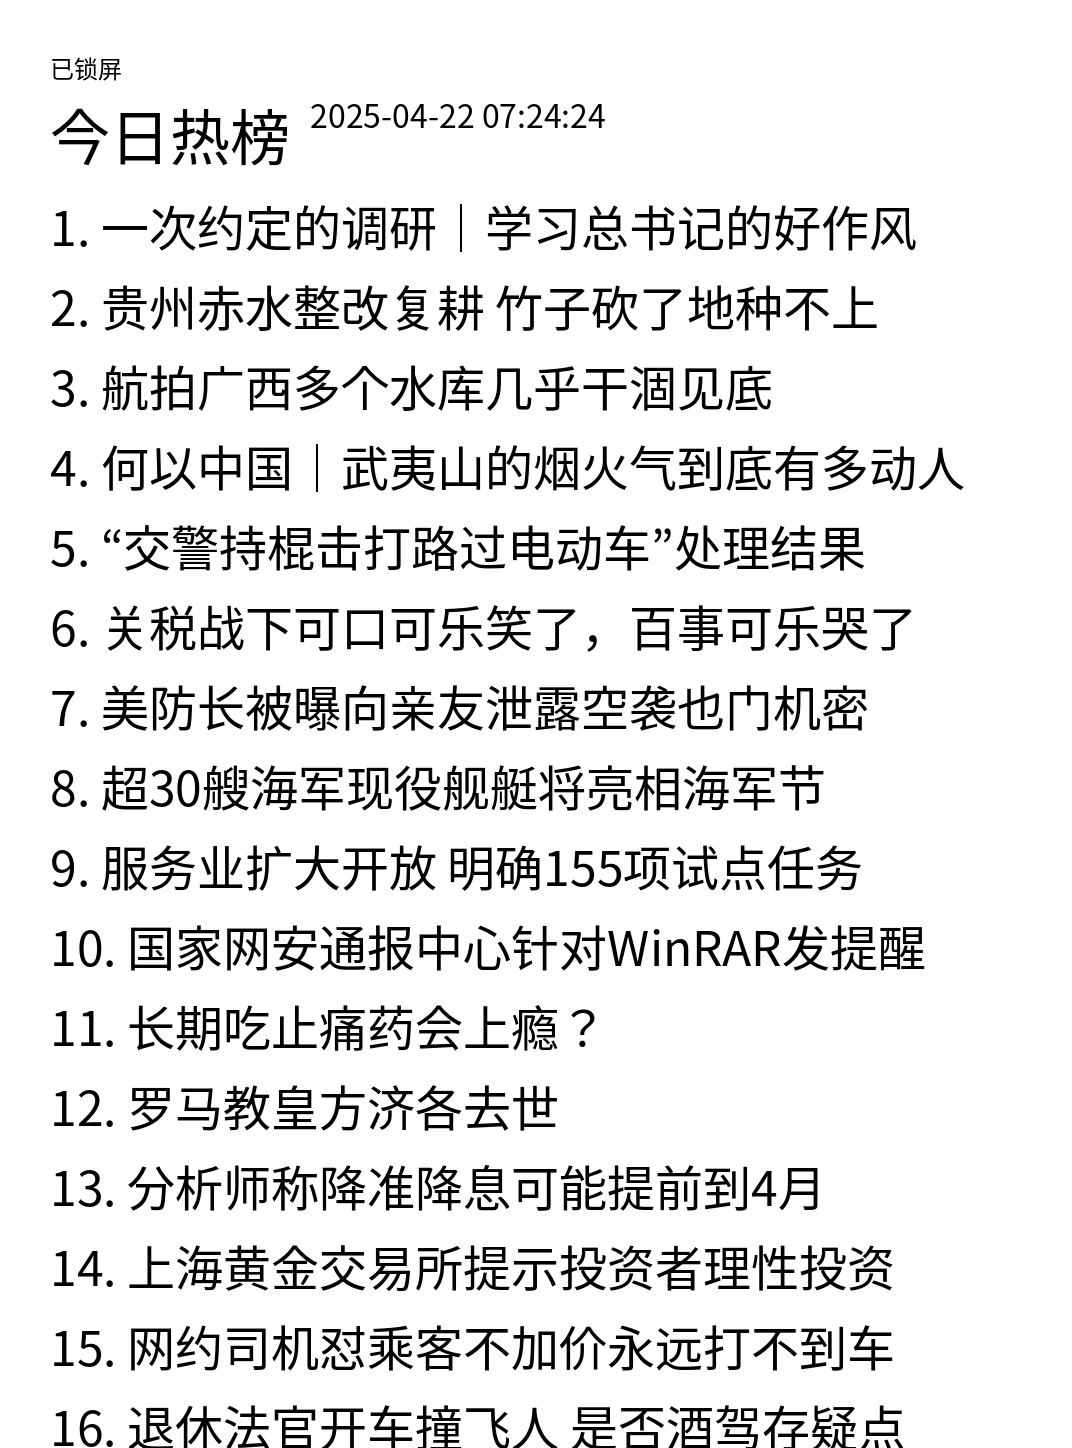 已锁屏
今日热榜 2025-04-22 07:24:24
1. 一次约定的调研｜学习总书记的好作风
2. 贵州赤水整改复耕 竹子砍了地种不上
3. 航拍广西多个水库几乎干涸见底
4. 何以中国｜武夷山的烟火气到底有多动人
5. “交警持棍击打路过电动车”处理结果
6. 关税战下可口可乐笑了，百事可乐哭了
7. 美防长被曝向亲友泄露空袭也门机密
8. 超30艘海军现役舰艇将亮相海军节
9. 服务业扩大开放 明确155项试点任务
10. 国家网安通报中心针对WinRAR发提醒
11. 长期吃止痛药会上瘾？
12. 罗马教皇方济各去世
13. 分析师称降准降息可能提前到4月
14. 上海黄金交易所提示投资者理性投资
15. 网约司机怼乘客不加价永远打不到车
16. 退休法官开车撞飞人 是否酒驾存疑点